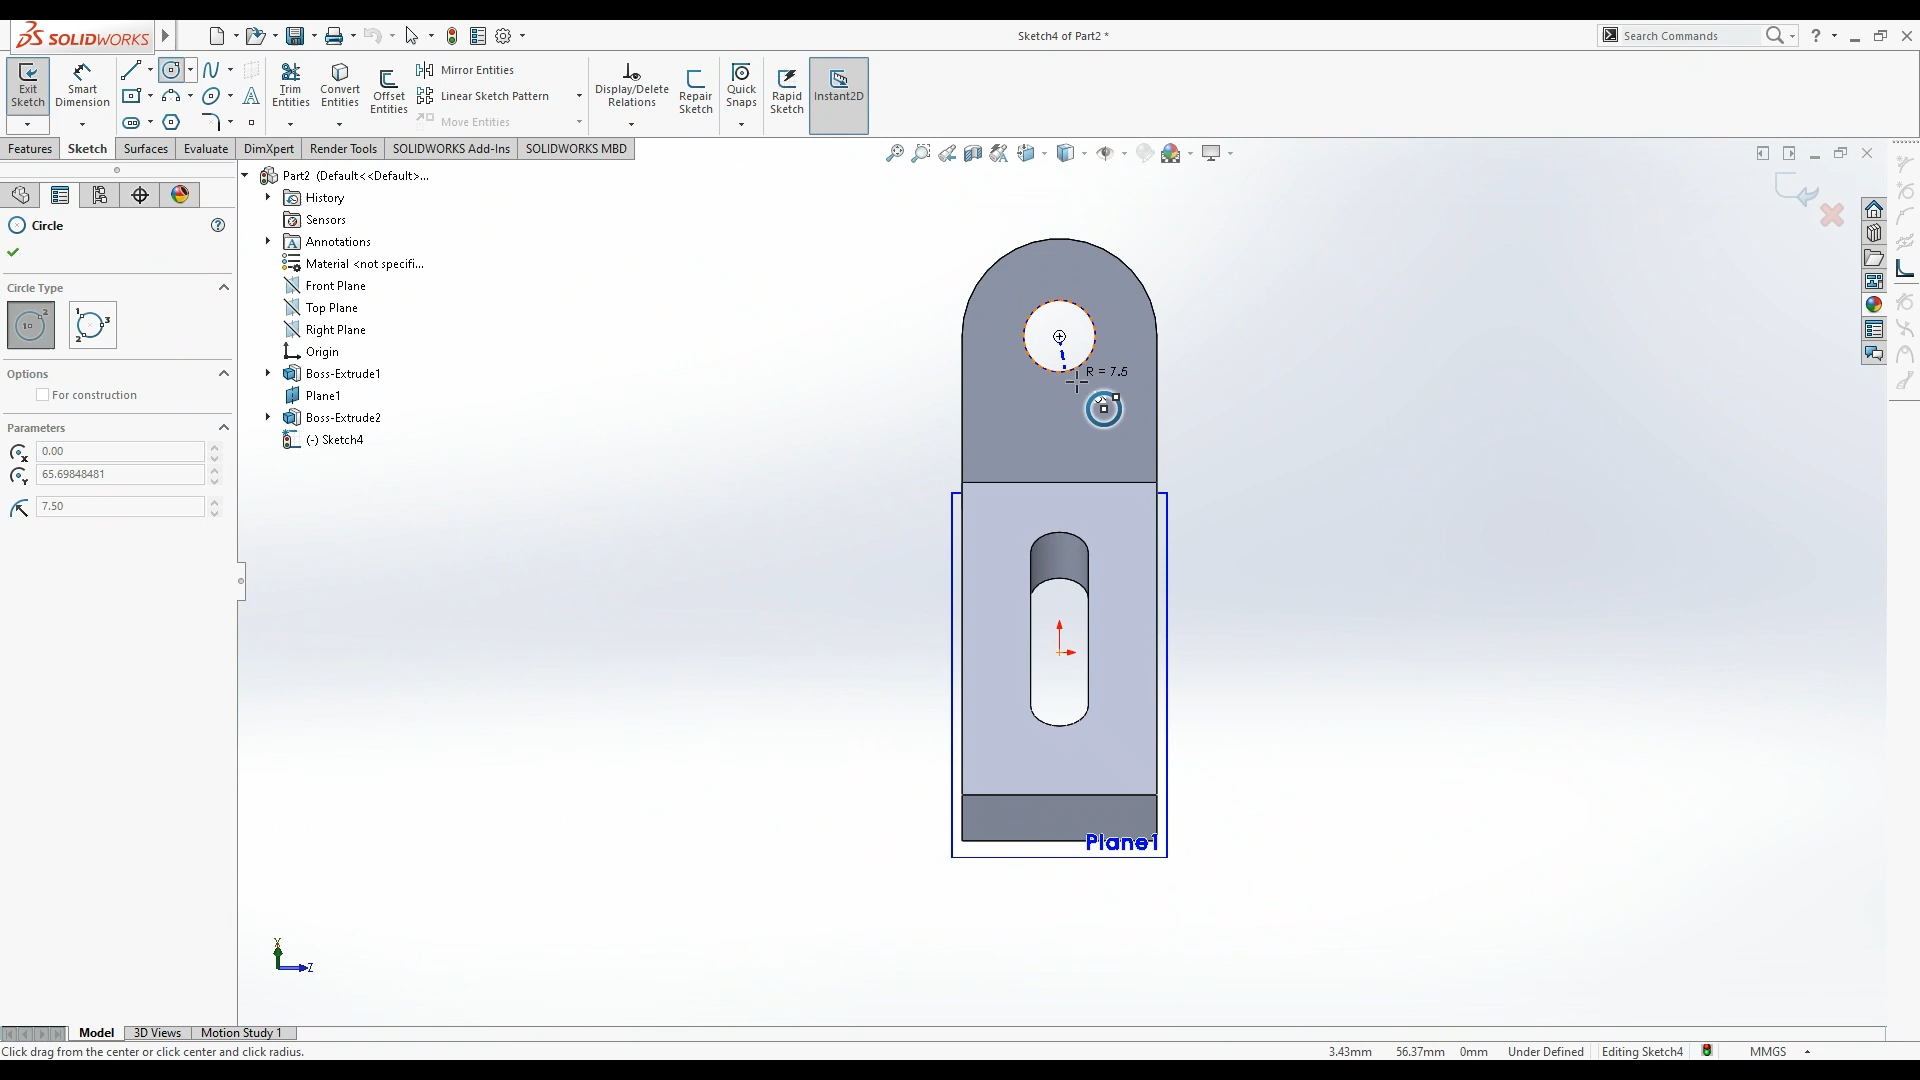 SOLIDWORKS
Sketch4 of Part2 *
Search Commands
Exit Sketch
Smart Dimension
Trim Entities
Convert Entities
Offset Entities
Mirror Entities
Linear Sketch Pattern
Move Entities
Display/Delete Relations
Repair Sketch
Quick Snaps
Rapid Sketch
Instant2D
Features
Sketch
Surfaces
Evaluate
DimXpert
Render Tools
SOLIDWORKS Add-Ins
SOLIDWORKS MBD
Part2 (Default<<Default>...
History
Sensors
Annotations
Material <not specifi...
Front Plane
Top Plane
Right Plane
Origin
Boss-Extrude1
Plane1
Boss-Extrude2
(-) Sketch4
Circle
Circle Type
Options
For construction
Parameters
0.00
65.69848481
7.50
R = 7.5
Plane1
Y
Z
Model
3D Views
Motion Study 1
Click drag from the center or click center and click radius.
3.43mm
56.37mm
0mm
Under Defined
Editing Sketch4
MMGS